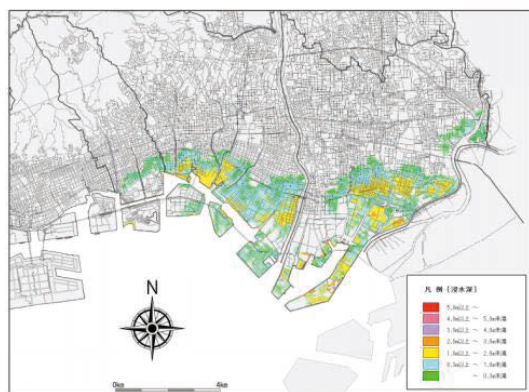 N
0km 4km
凡 例 [浸水深]
5.0m以上 ~
4.0m以上 ~ 5.0m未満
3.0m以上 ~ 4.0m未満
2.0m以上 ~ 3.0m未満
1.0m以上 ~ 2.0m未満
0.3m以上 ~ 1.0m未満
~ 0.3m未満